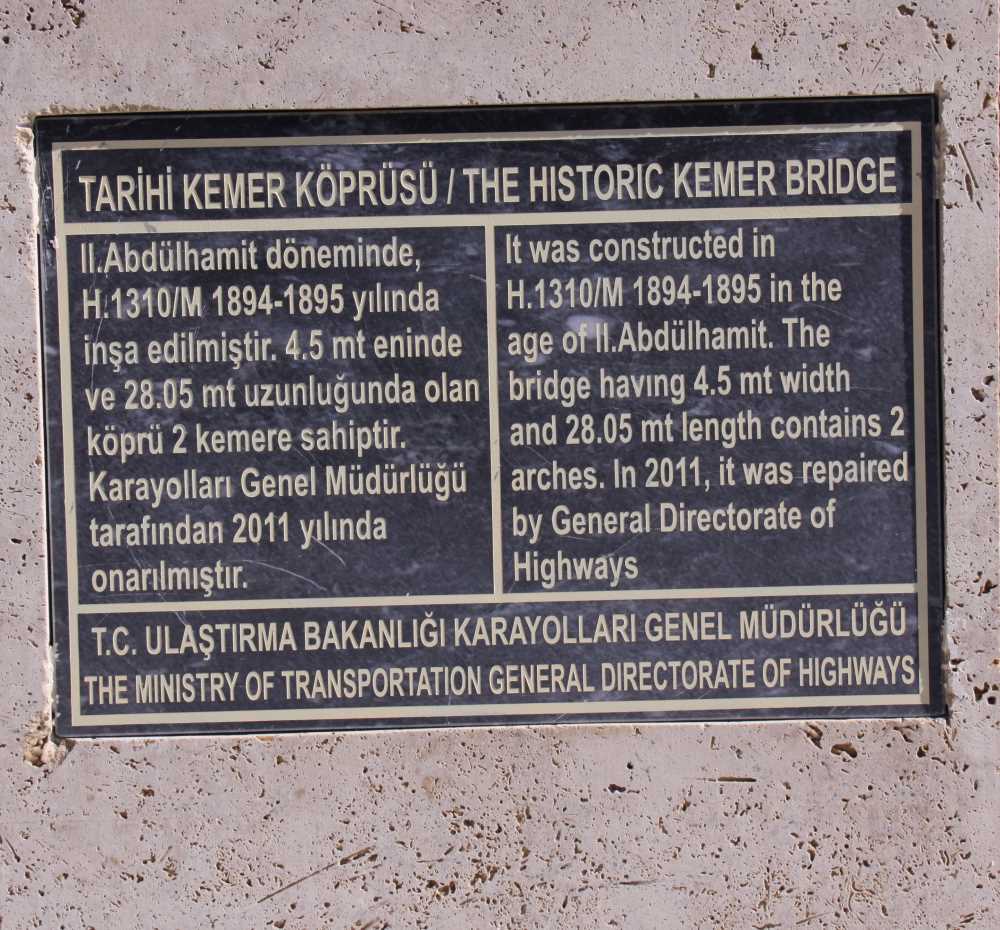 TARİHİ KEMER KÖPRÜSÜ / THE HISTORIC KEMER BRIDGE
II.Abdülhamit döneminde,
H.1310/M 1894-1895 yılında
inşa edilmiştir. 4.5 mt eninde
ve 28.05 mt uzunluğunda olan
köprü 2 kemere sahiptir.
Karayolları Genel Müdürlüğü
tarafından 2011 yılında
onarılmıştır.
It was constructed in
H.1310/M 1894-1895 in the
age of II.Abdülhamit. The
bridge havıng 4.5 mt width
and 28.05 mt length contains 2
arches. In 2011, it was repaired
by General Directorate of
Highways
T.C. ULAŞTIRMA BAKANLIĞI KARAYOLLARI GENEL MÜDÜRLÜĞÜ
THE MINISTRY OF TRANSPORTATION GENERAL DIRECTORATE OF HIGHWAYS